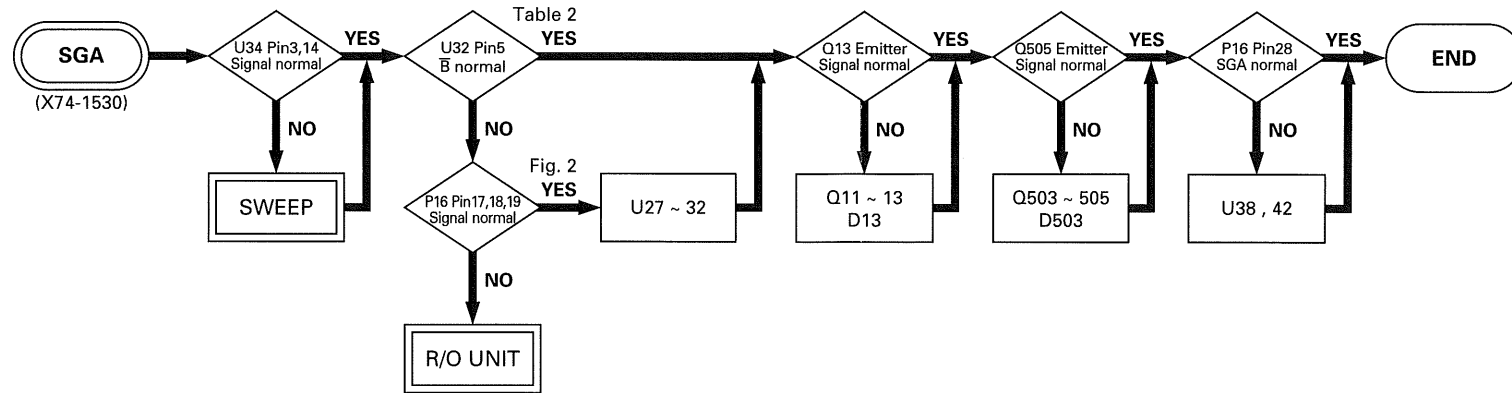 SGA
(X74-1530)
U34 Pin3,14
Signal normal
YES
NO
SWEEP
U32 Pin5
B̅ normal
Table 2
YES
NO
P16 Pin17,18,19
Signal normal
Fig. 2
YES
NO
U27 ~ 32
R/O UNIT
Q13 Emitter
Signal normal
YES
NO
Q11 ~ 13
D13
Q505 Emitter
Signal normal
YES
NO
Q503 ~ 505
D503
P16 Pin28
SGA normal
YES
NO
U38 , 42
END